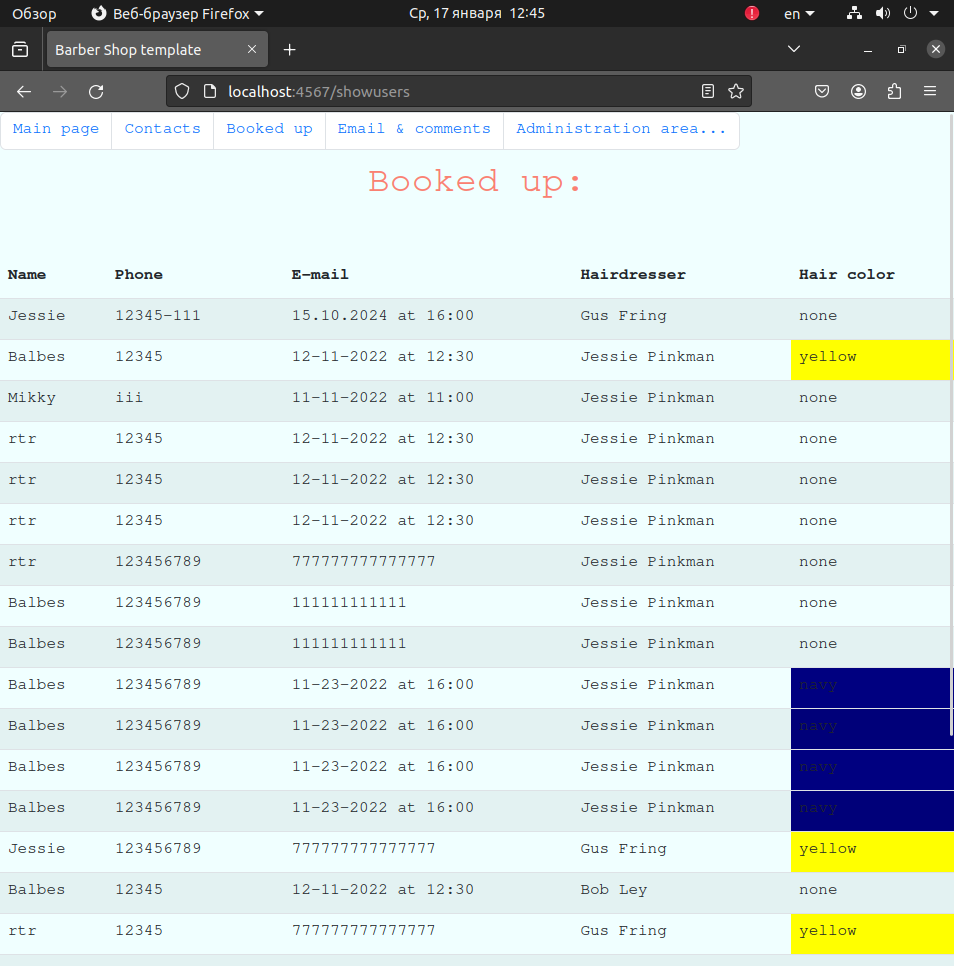 Обзор Веб-браузер Firefox Ср, 17 января 12:45 en
Barber Shop template
localhost:4567/showusers
Main page Contacts Booked up Email & comments Administration area...
Booked up:
Name Phone E-mail Hairdresser Hair color
Jessie 12345-111 15.10.2024 at 16:00 Gus Fring none
Balbes 12345 12-11-2022 at 12:30 Jessie Pinkman yellow
Mikky iii 11-11-2022 at 11:00 Jessie Pinkman none
rtr 12345 12-11-2022 at 12:30 Jessie Pinkman none
rtr 12345 12-11-2022 at 12:30 Jessie Pinkman none
rtr 12345 12-11-2022 at 12:30 Jessie Pinkman none
rtr 123456789 777777777777777 Jessie Pinkman none
Balbes 123456789 111111111111 Jessie Pinkman none
Balbes 123456789 111111111111 Jessie Pinkman none
Balbes 123456789 11-23-2022 at 16:00 Jessie Pinkman navy
Balbes 123456789 11-23-2022 at 16:00 Jessie Pinkman navy
Balbes 123456789 11-23-2022 at 16:00 Jessie Pinkman navy
Balbes 123456789 11-23-2022 at 16:00 Jessie Pinkman navy
Jessie 123456789 777777777777777 Gus Fring yellow
Balbes 12345 12-11-2022 at 12:30 Bob Ley none
rtr 12345 777777777777777 Gus Fring yellow